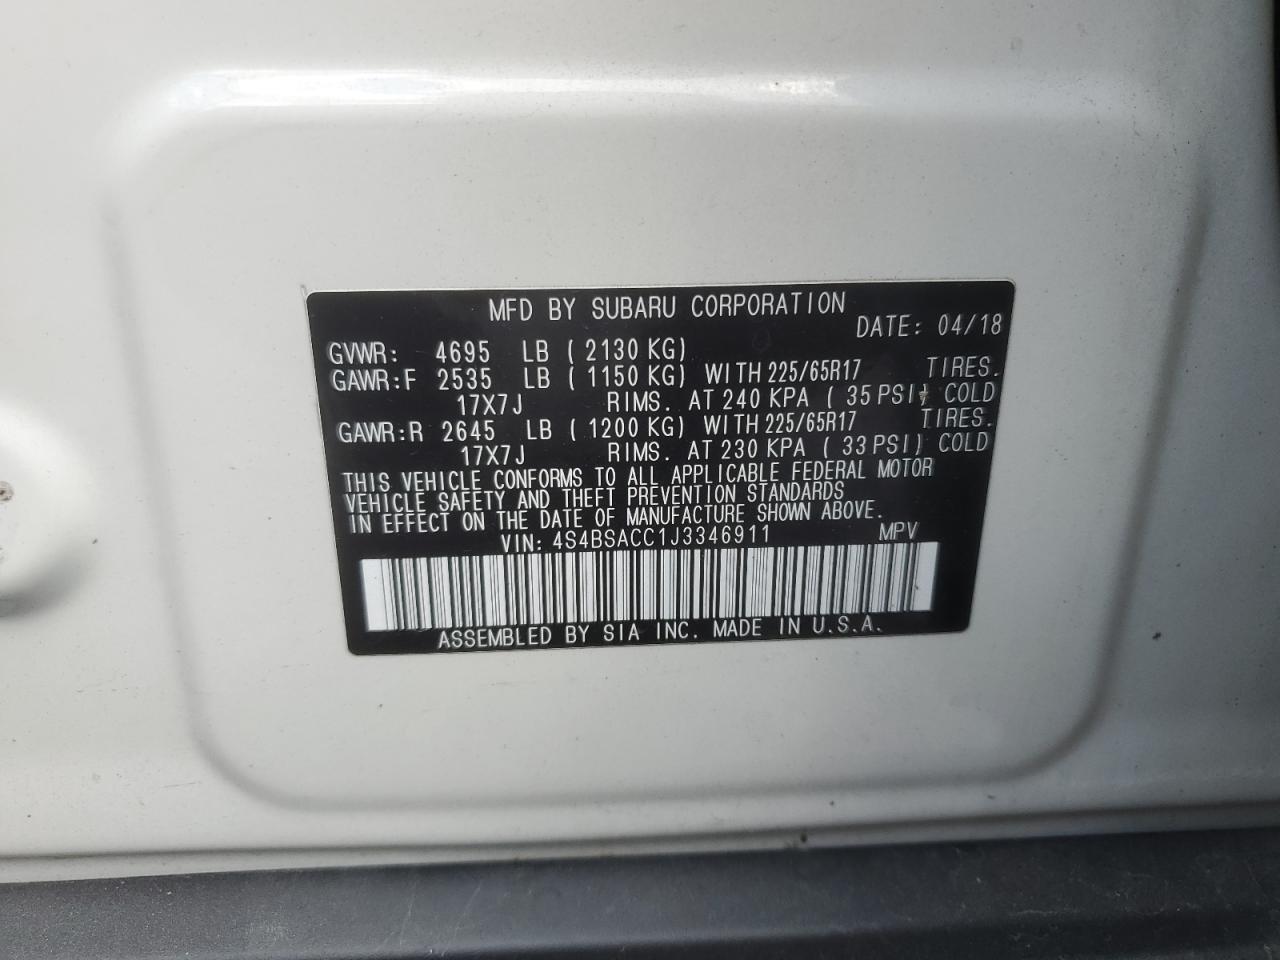 MFD BY SUBARU CORPORATION
DATE: 04/18
GVWR: 4695 LB ( 2130 KG)
GAWR:F 2535 LB ( 1150 KG) WITH 225/65R17 TIRES.
17X7J RIMS. AT 240 KPA ( 35 PSI) COLD
GAWR:R 2645 LB ( 1200 KG) WITH 225/65R17 TIRES.
17X7J RIMS. AT 230 KPA ( 33 PSI) COLD
THIS VEHICLE CONFORMS TO ALL APPLICABLE FEDERAL MOTOR
VEHICLE SAFETY AND THEFT PREVENTION STANDARDS
IN EFFECT ON THE DATE OF MANUFACTURE SHOWN ABOVE.
VIN: 4S4BSACC1J3346911 MPV
ASSEMBLED BY SIA INC. MADE IN U.S.A.